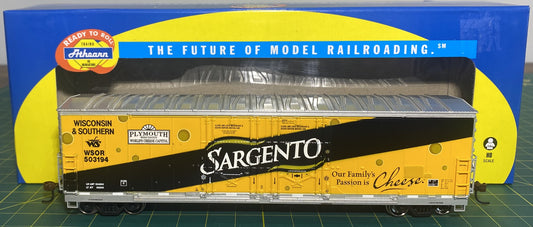 READY TO ROLL
Athearn
THE FUTURE OF MODEL RAILROADING.℠
HO
SCALE
WISCONSIN
& SOUTHERN
WSOR
503194
PLYMOUTH
WORLD'S CHEESE CAPITAL
SARGENTO
Our Family's
Passion is Cheese.